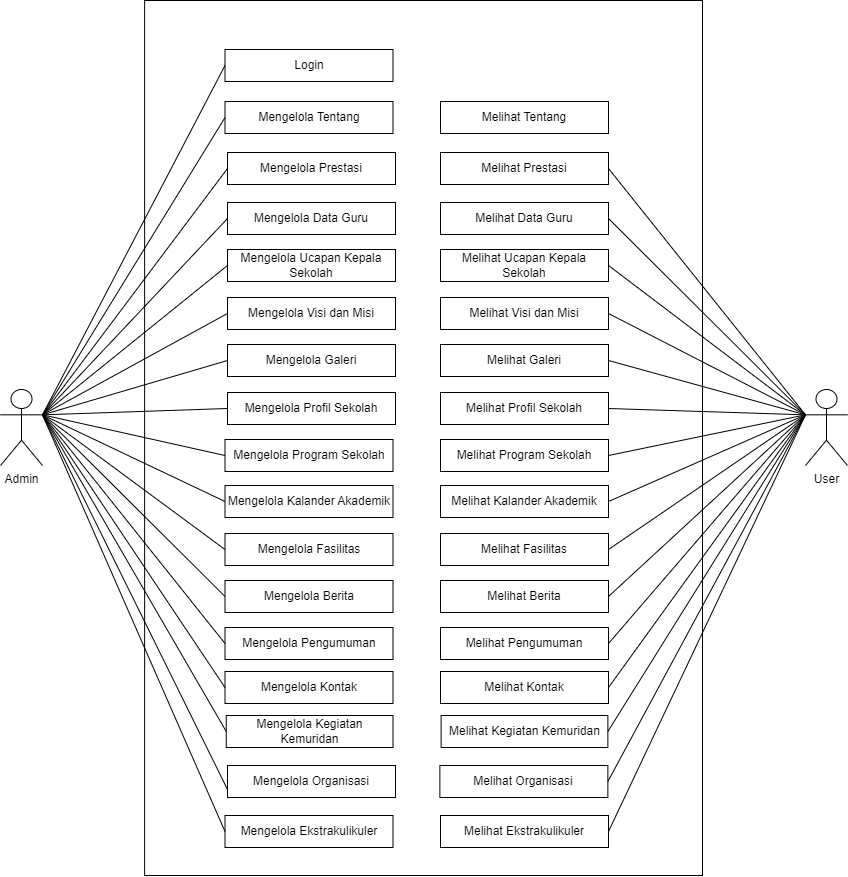 Login
Mengelola Tentang
Melihat Tentang
Mengelola Prestasi
Melihat Prestasi
Mengelola Data Guru
Melihat Data Guru
Mengelola Ucapan Kepala
Sekolah
Melihat Ucapan Kepala
Sekolah
Mengelola Visi dan Misi
Melihat Visi dan Misi
Mengelola Galeri
Melihat Galeri
Mengelola Profil Sekolah
Melihat Profil Sekolah
Admin
User
Mengelola Program Sekolah
Melihat Program Sekolah
Mengelola Kalander Akademik
Melihat Kalander Akademik
Mengelola Fasilitas
Melihat Fasilitas
Mengelola Berita
Melihat Berita
Mengelola Pengumuman
Melihat Pengumuman
Mengelola Kontak
Melihat Kontak
Mengelola Kegiatan
Kemuridan
Melihat Kegiatan Kemuridan
Mengelola Organisasi
Melihat Organisasi
Mengelola Ekstrakulikuler
Melihat Ekstrakulikuler